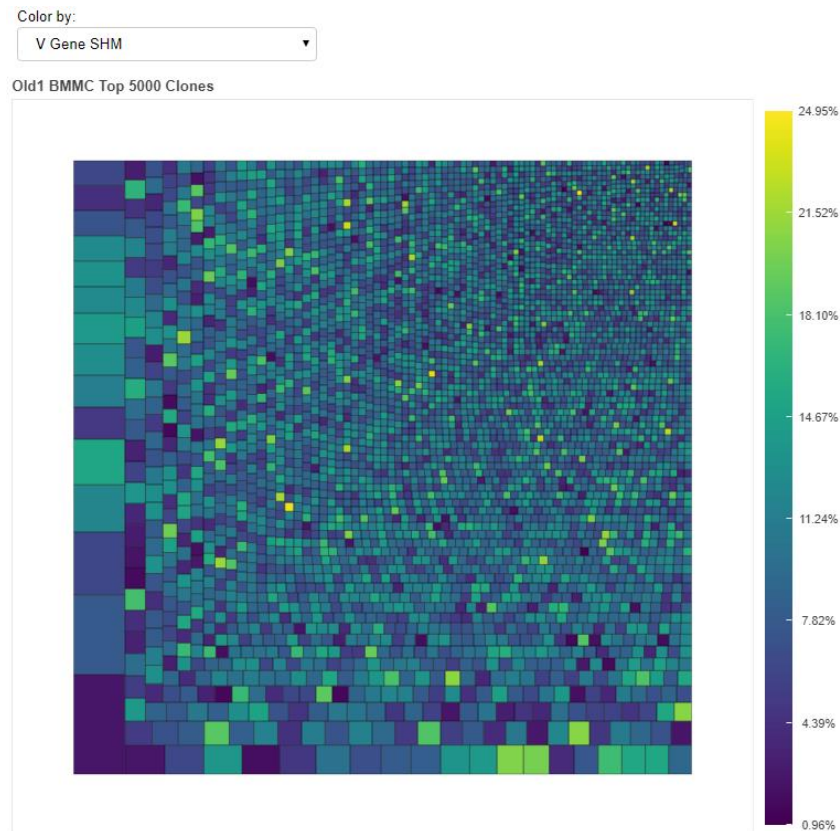 Color by:
V Gene SHM
Old1 BMMC Top 5000 Clones
24.95%
21.52%
18.10%
14.67%
11.24%
7.82%
4.39%
0.96%